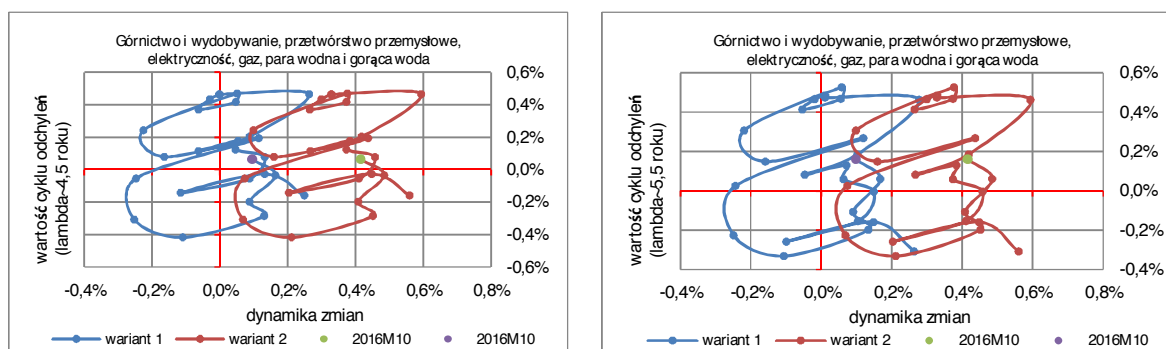 Górnictwo i wydobywanie, przetwórstwo przemysłowe,
elektryczność, gaz, para wodna i gorąca woda
0,6%
0,4%
0,2%
0,0%
-0,2%
-0,4%
-0,6%
wartość cyklu odchyleń
(lambda~4,5 roku)
-0,4% -0,2% 0,0% 0,2% 0,4% 0,6% 0,8%
dynamika zmian
wariant 1 wariant 2 2016M10 2016M10
Górnictwo i wydobywanie, przetwórstwo przemysłowe,
elektryczność, gaz, para wodna i gorąca woda
0,6%
0,4%
0,2%
0,0%
-0,2%
-0,4%
wartość cyklu odchyleń
(lambda~5,5 roku)
-0,4% -0,2% 0,0% 0,2% 0,4% 0,6% 0,8%
dynamika zmian
wariant 1 wariant 2 2016M10 2016M10